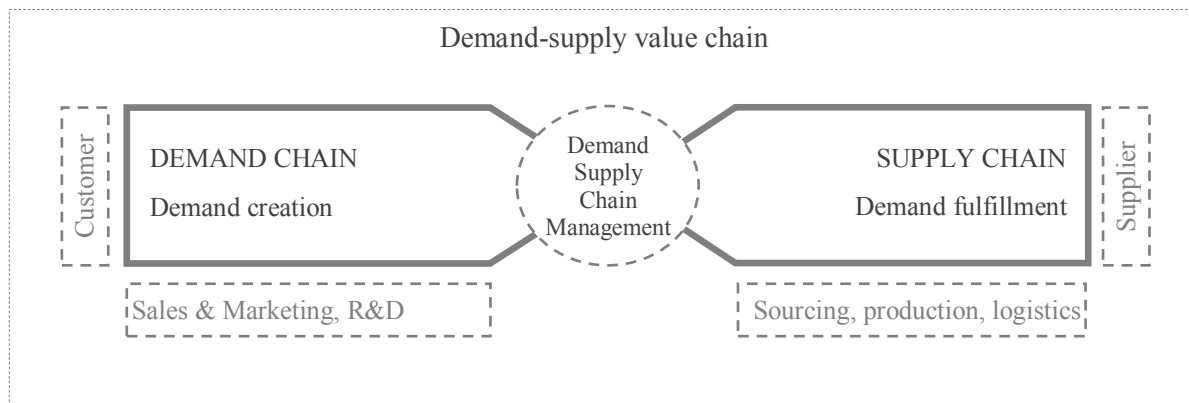 Demand-supply value chain
Customer
DEMAND CHAIN
Demand creation
Demand
Supply
Chain
Management
SUPPLY CHAIN
Demand fulfillment
Supplier
Sales & Marketing, R&D
Sourcing, production, logistics